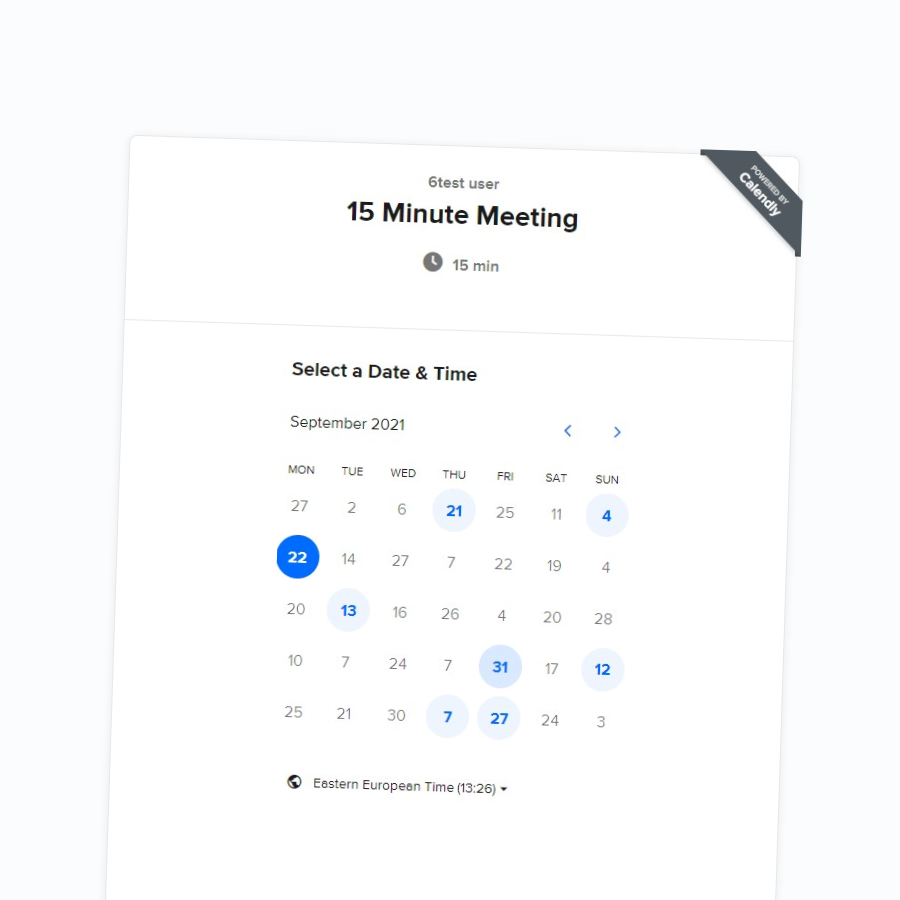 POWERED BY
Calendly
6test user
15 Minute Meeting
15 min
Select a Date & Time
September 2021
MON TUE WED THU FRI SAT SUN
27 2 6 21 25 11 4
22 14 27 7 22 19 4
20 13 16 26 4 20 28
10 7 24 7 31 17 12
25 21 30 7 27 24 3
Eastern European Time (13:26)